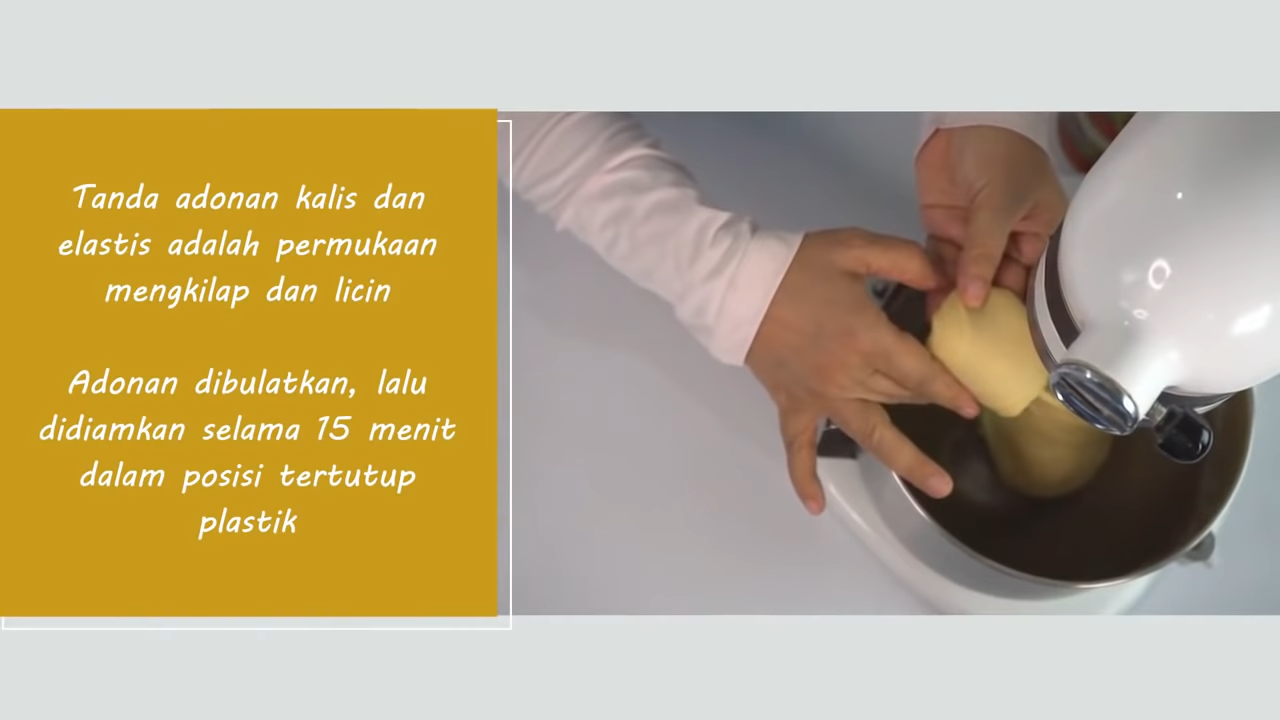 Tanda adonan kalis dan
elastis adalah permukaan
mengkilap dan licin
Adonan dibulatkan, lalu
didiamkan selama 15 menit
dalam posisi tertutup
plastik